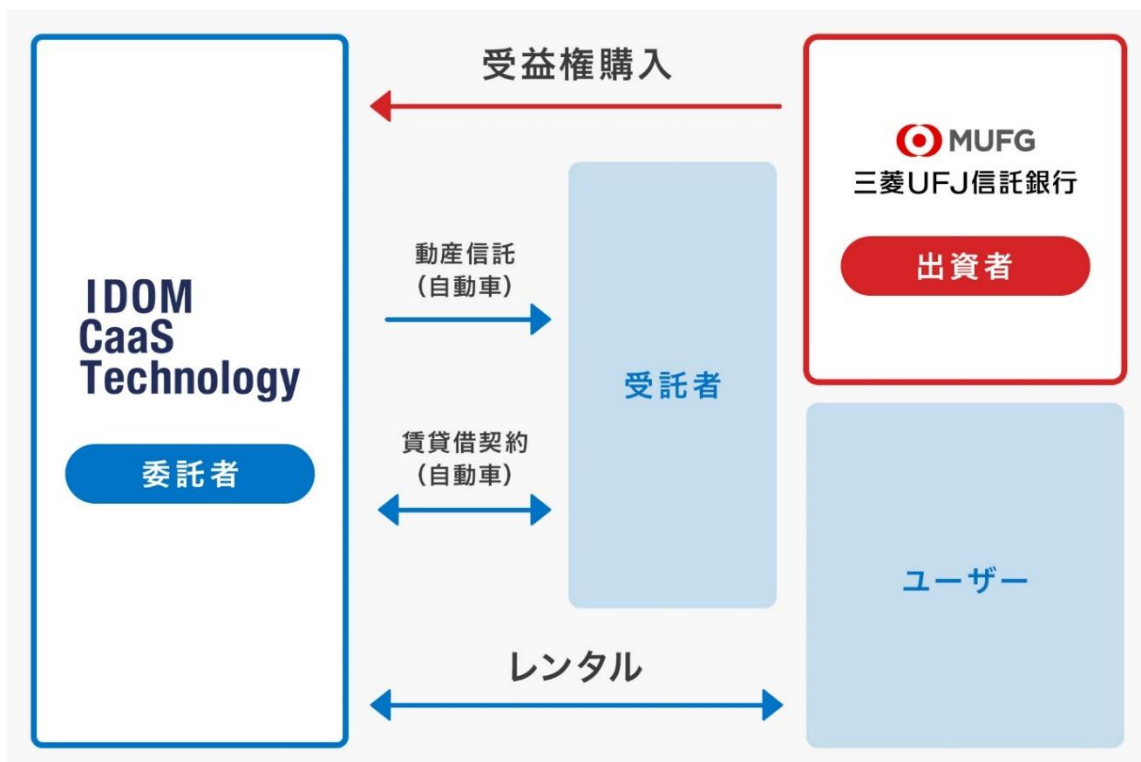 受益権購入
MUFG
三菱UFJ信託銀行
出資者
動産信託
(自動車)
IDOM
CaaS
Technology
委託者
受託者
賃貸借契約
(自動車)
ユーザー
レンタル